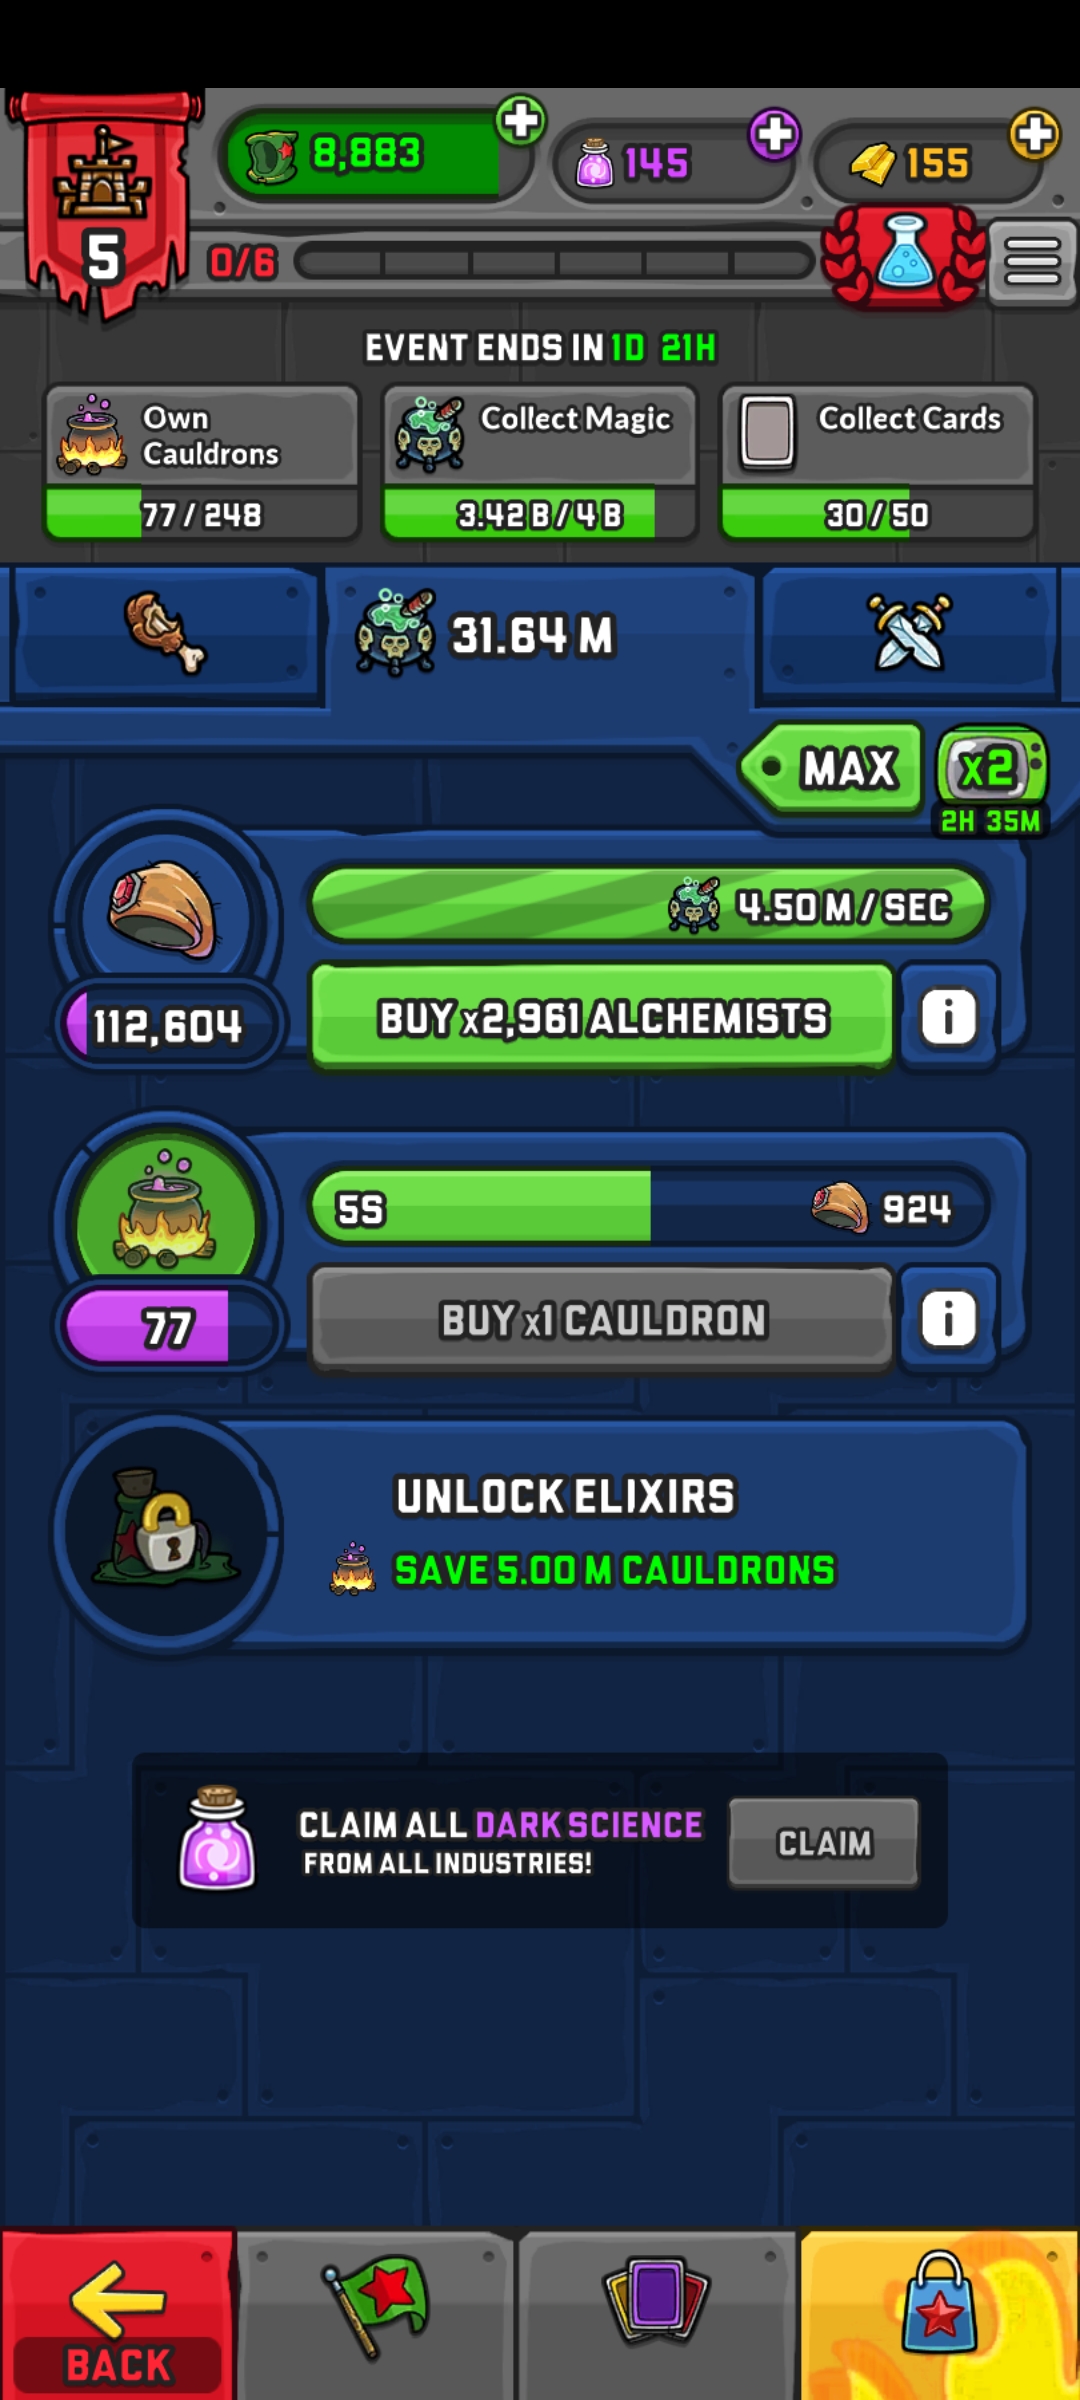 8,883
145
155
5
0/6
EVENT ENDS IN 1D 21H
Own
Cauldrons
77 / 248
Collect Magic
3.42 B / 4 B
Collect Cards
30 / 50
31.64 M
MAX
x2
2H 35M
4.50 M / SEC
112,604
BUY x2,961 ALCHEMISTS
i
5S
924
77
BUY x1 CAULDRON
i
UNLOCK ELIXIRS
SAVE 5.00 M CAULDRONS
CLAIM ALL DARK SCIENCE
FROM ALL INDUSTRIES!
CLAIM
BACK